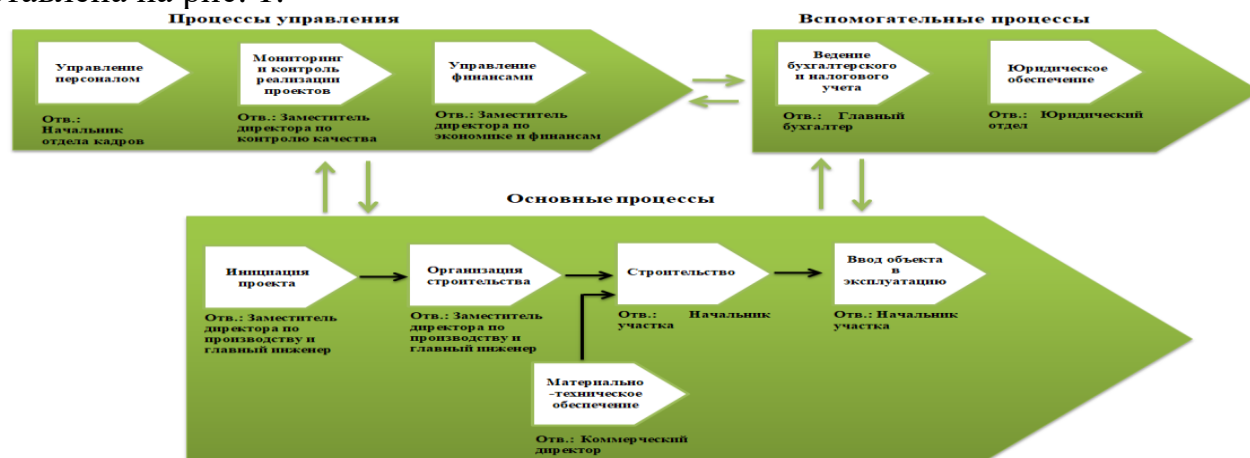 тавлена на рис. 1.
Процессы управления
Управление
персоналом
Отв.:
Начальник
отдела кадров
Мониторинг
и контроль
реализации
проектов
Отв.: Заместитель
директора по
контролю качества
Управление
финансами
Отв.: Заместитель
директора по
экономике и финансам
Вспомогательные процессы
Ведение
бухгалтерского
и налогового
учета
Отв.: Главный
бухгалтер
Юридическое
обеспечение
Отв.: Юридический
отдел
Основные процессы
Инициация
проекта
Отв.: Заместитель
директора по
производству и
главный инженер
Организация
строительства
Отв.: Заместитель
директора по
производству и
главный инженер
Строительство
Отв.: Начальник
участка
Ввод объекта
в
эксплуатацию
Отв.: Начальник
участка
Материально
-техническое
обеспечение
Отв.: Коммерческий
директор